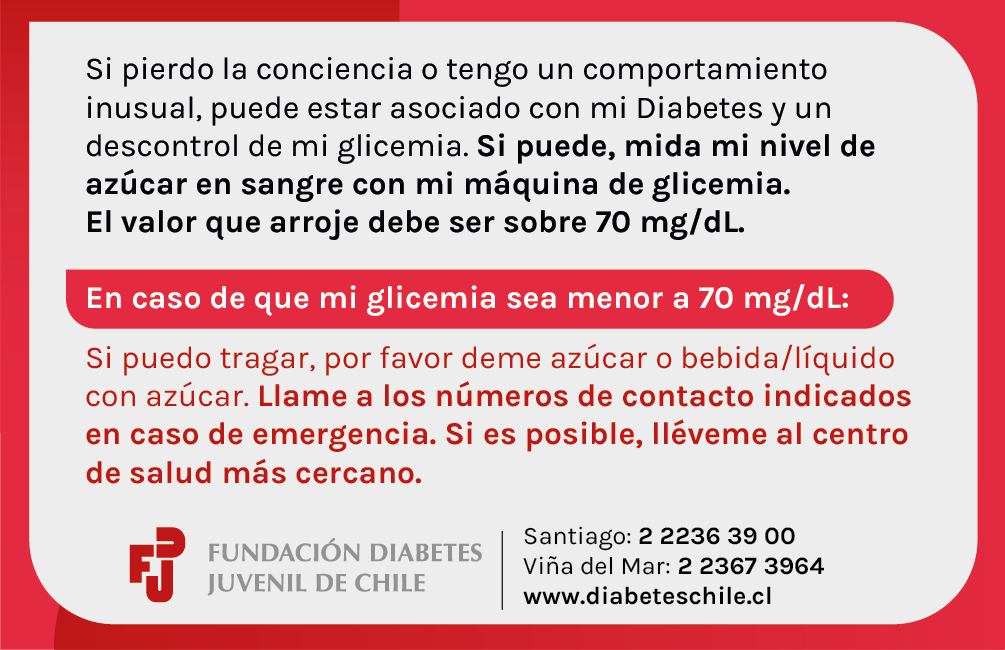 Si pierdo la conciencia o tengo un comportamiento
inusual, puede estar asociado con mi Diabetes y un
descontrol de mi glicemia. Si puede, mida mi nivel de
azúcar en sangre con mi máquina de glicemia.
El valor que arroje debe ser sobre 70 mg/dL.
En caso de que mi glicemia sea menor a 70 mg/dL:
Si puedo tragar, por favor deme azúcar o bebida/líquido
con azúcar. Llame a los números de contacto indicados
en caso de emergencia. Si es posible, lléveme al centro
de salud más cercano.
FDJ
FUNDACIÓN DIABETES
JUVENIL DE CHILE
Santiago: 2 2236 39 00
Viña del Mar: 2 2367 3964
www.diabeteschile.cl